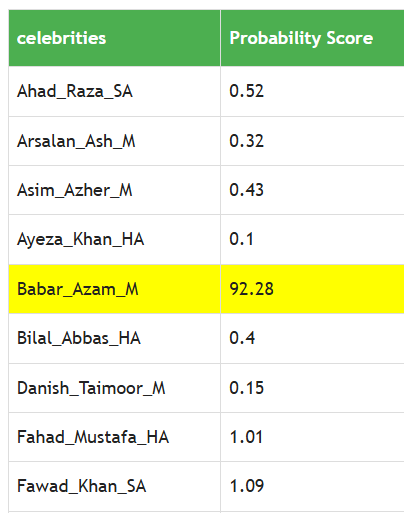 celebrities Probability Score
Ahad_Raza_SA 0.52
Arsalan_Ash_M 0.32
Asim_Azher_M 0.43
Ayeza_Khan_HA 0.1
Babar_Azam_M 92.28
Bilal_Abbas_HA 0.4
Danish_Taimoor_M 0.15
Fahad_Mustafa_HA 1.01
Fawad_Khan_SA 1.09